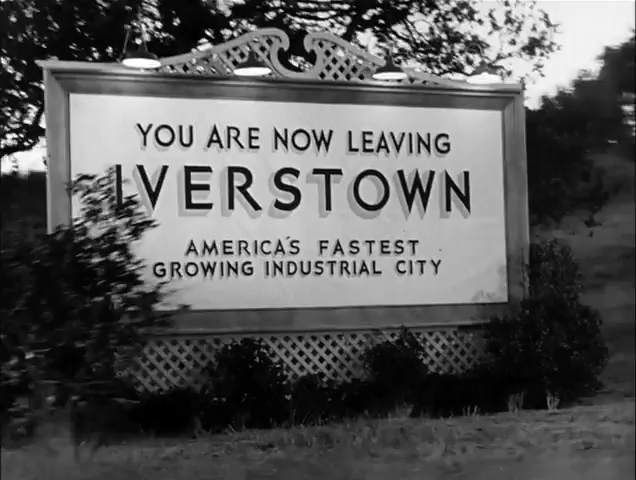 YOU ARE NOW LEAVING
IVERSTOWN
AMERICA'S FASTEST
GROWING INDUSTRIAL CITY